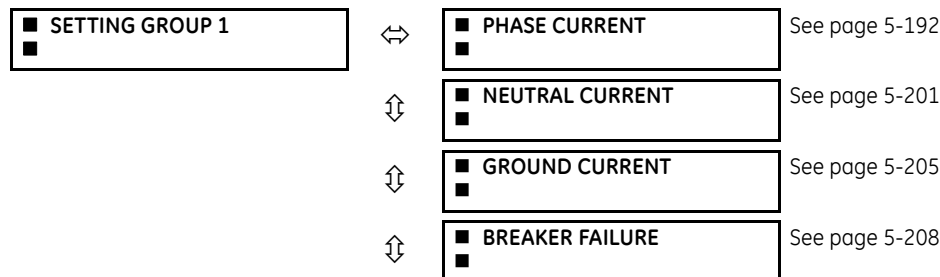 ■ SETTING GROUP 1
■
■ PHASE CURRENT
■
See page 5-192
■ NEUTRAL CURRENT
■
See page 5-201
■ GROUND CURRENT
■
See page 5-205
■ BREAKER FAILURE
■
See page 5-208